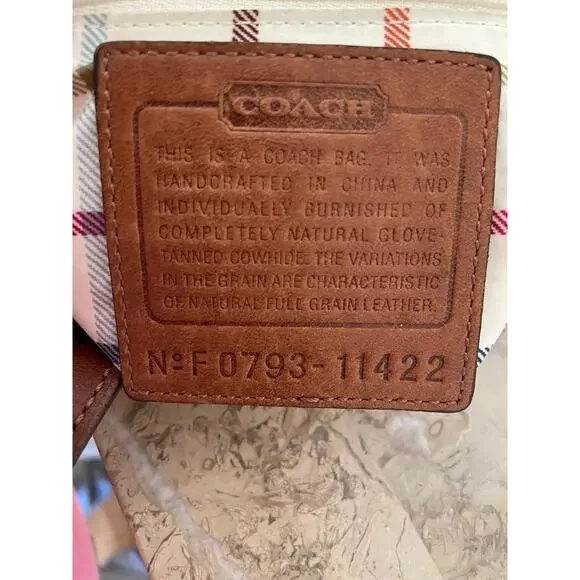 COACH
THIS IS A COACH BAG. IT WAS
HANDCRAFTED IN CHINA AND
INDIVIDUALLY BURNISHED OF
COMPLETELY NATURAL GLOVE-
TANNED COWHIDE. THE VARIATIONS
IN THE GRAIN ARE CHARACTERISTIC
OF NATURAL FULL GRAIN LEATHER.
Nº F0793-11422